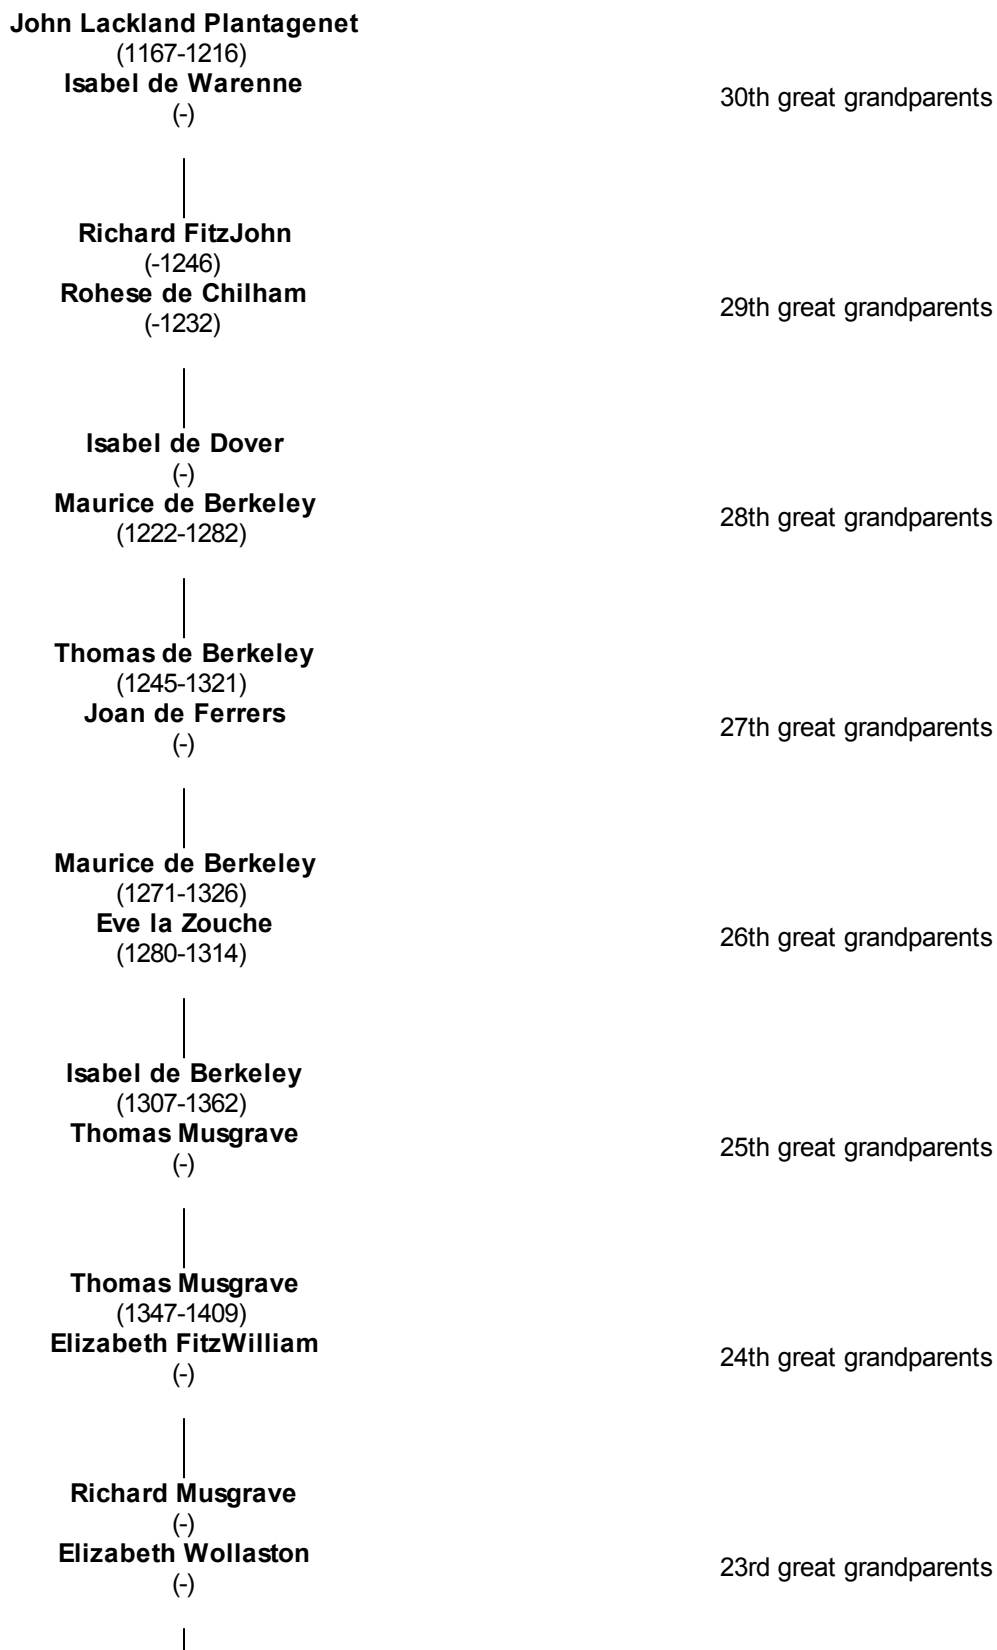 John Lackland Plantagenet
(1167-1216)
Isabel de Warenne
(-)
30th great grandparents
Richard FitzJohn
(-1246)
Rohese de Chilham
(-1232)
29th great grandparents
Isabel de Dover
(-)
Maurice de Berkeley
(1222-1282)
28th great grandparents
Thomas de Berkeley
(1245-1321)
Joan de Ferrers
(-)
27th great grandparents
Maurice de Berkeley
(1271-1326)
Eve la Zouche
(1280-1314)
26th great grandparents
Isabel de Berkeley
(1307-1362)
Thomas Musgrave
(-)
25th great grandparents
Thomas Musgrave
(1347-1409)
Elizabeth FitzWilliam
(-)
24th great grandparents
Richard Musgrave
(-)
Elizabeth Wollaston
(-)
23rd great grandparents